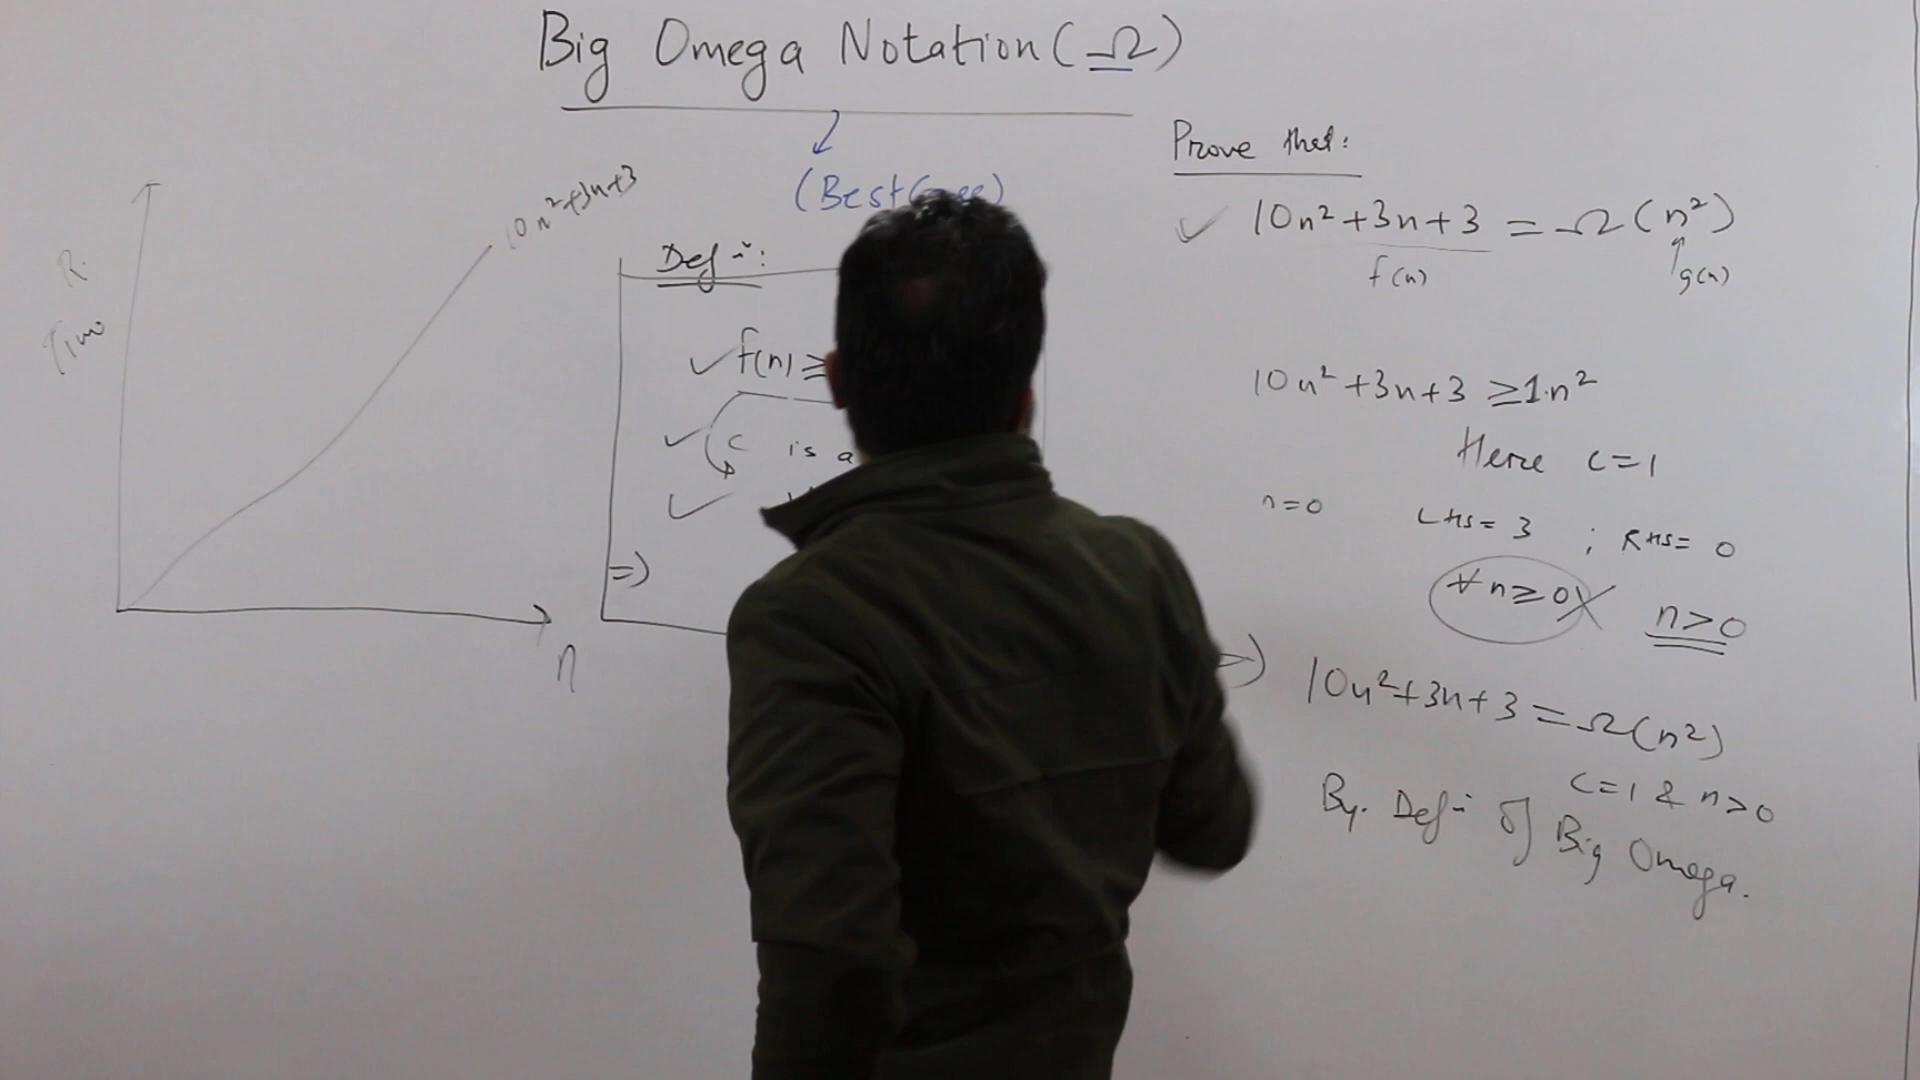 Big Omega Notation (Ω)
(Best
10n²+3n+3
R.
Time
n
Defⁿ:
✓ f(n) ≥
✓ c is a
✓
=>
Prove that:
✓ 10n²+3n+3 = Ω(n²)
f(n) g(n)
10n²+3n+3 ≥ 1.n²
Here c=1
n=0 LHS= 3 ; RHS= 0
∀ n≥0 n>0
=> 10n²+3n+3 = Ω(n²)
c=1 & n>0
By. Defⁿ of Big Omega.